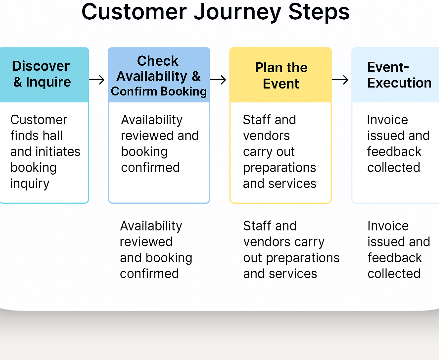 Customer Journey Steps
Discover
& Inquire
Check
Availability &
Confirm Booking
Plan the
Event
Event-
Execution
Customer
finds hall
and initiates
booking
inquiry
Availability
reviewed and
booking
confirmed
Staff and
vendors
carry out
preparations
and services
Invoice
issued and
feedback
collected
Availability
reviewed
and booking
confirmed
Staff and
vendors carry
out preparations
and services
Invoice
issued and
feedback
collected